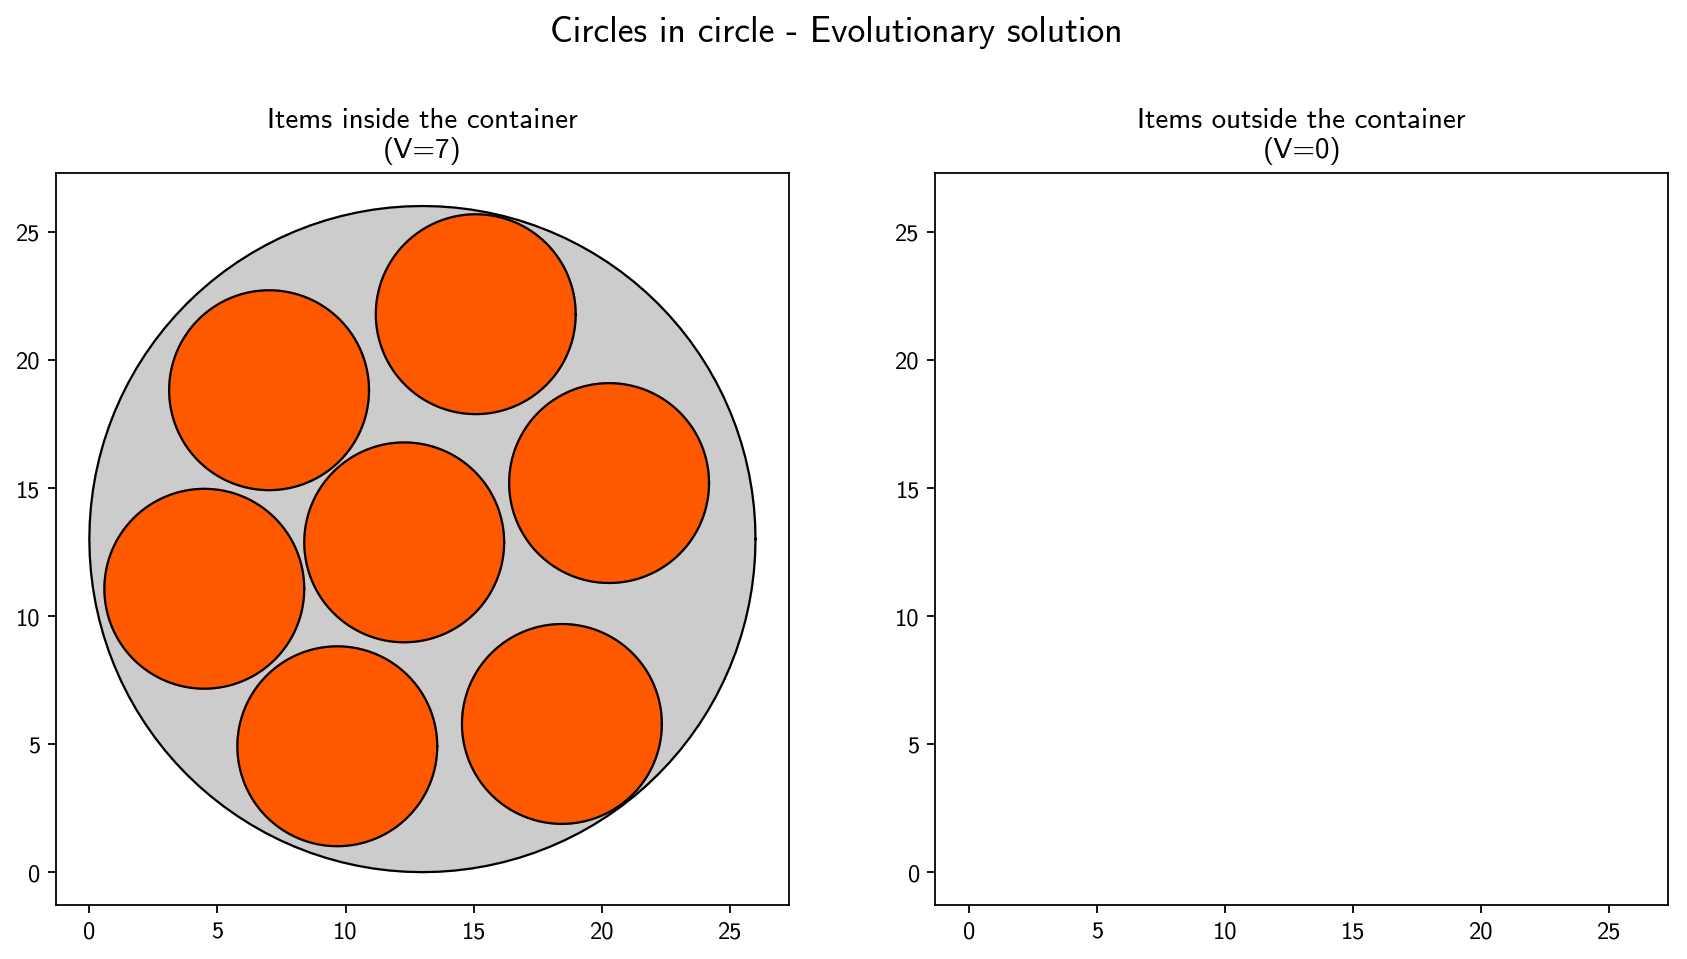 Circles in circle - Evolutionary solution
Items inside the container
(V=7)
25
20
15
10
5
0
0 5 10 15 20 25
Items outside the container
(V=0)
25
20
15
10
5
0
0 5 10 15 20 25